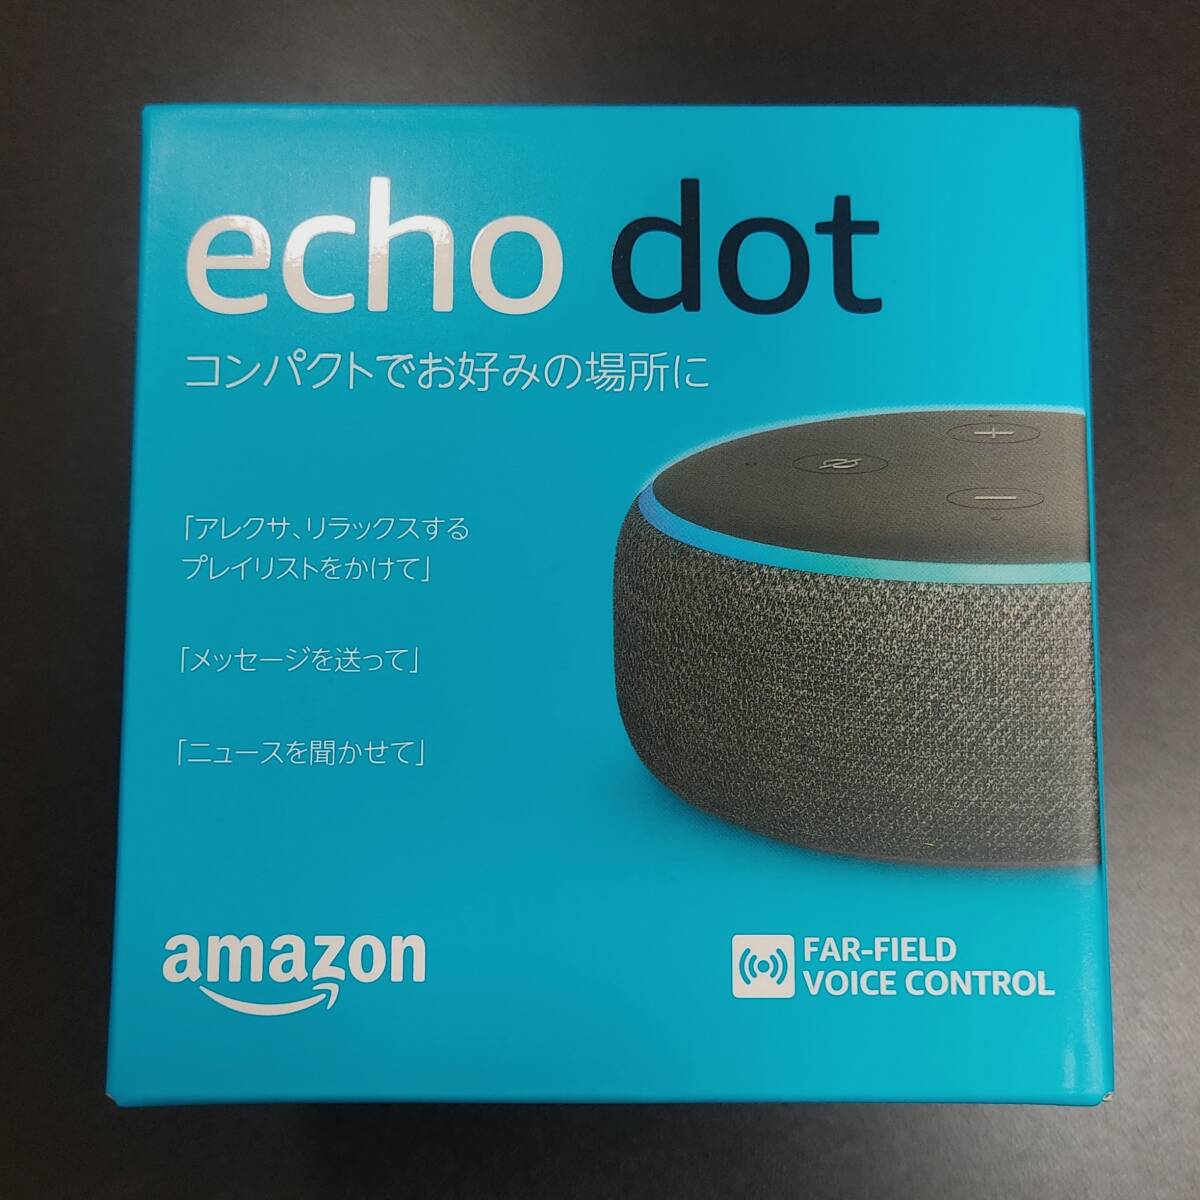 echo dot
コンパクトでお好みの場所に
「アレクサ、リラックスする
プレイリストをかけて」
「メッセージを送って」
「ニュースを聞かせて」
amazon
FAR-FIELD
VOICE CONTROL